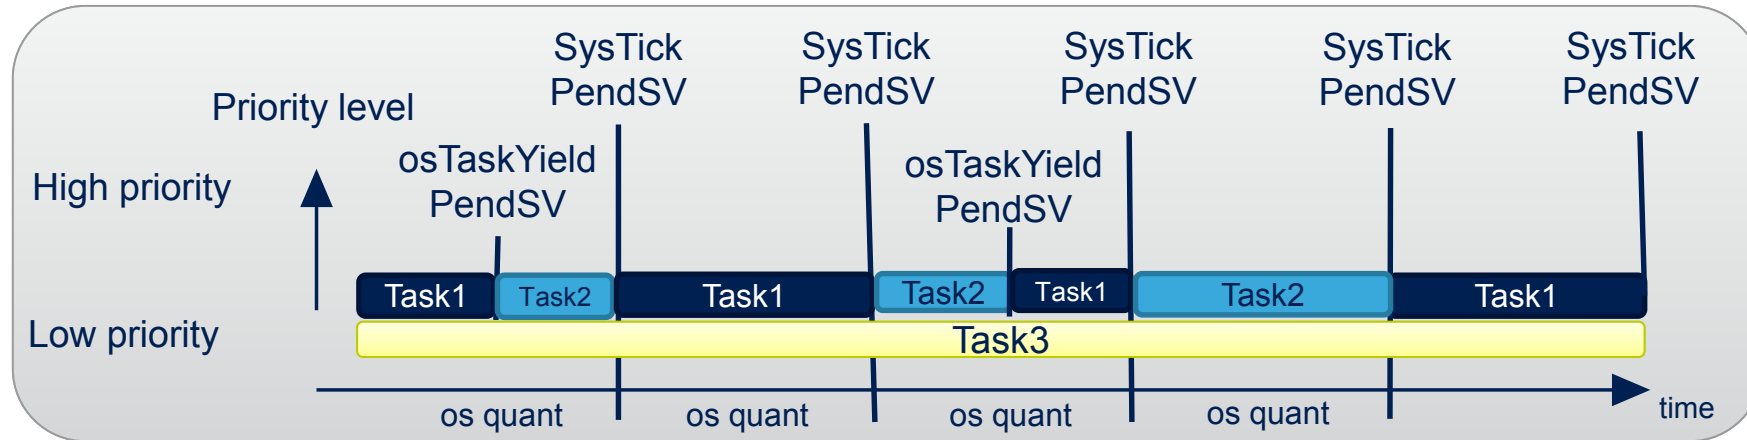 SysTick
PendSV
SysTick
PendSV
SysTick
PendSV
SysTick
PendSV
SysTick
PendSV
Priority level
osTaskYield
PendSV
osTaskYield
PendSV
High priority
Task1
Task2
Task1
Task2
Task1
Task2
Task1
Low priority
Task3
os quant
os quant
os quant
os quant
time